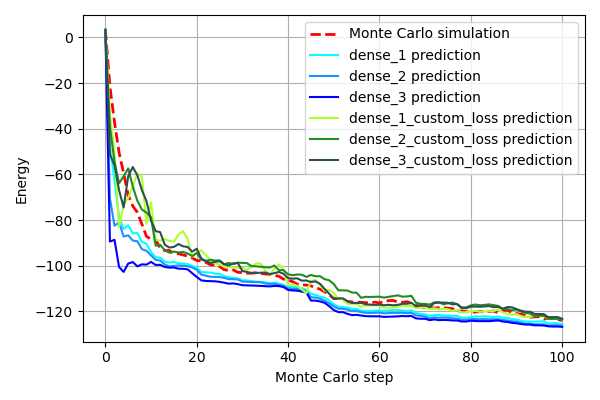 Monte Carlo simulation
dense_1 prediction
dense_2 prediction
dense_3 prediction
dense_1_custom_loss prediction
dense_2_custom_loss prediction
dense_3_custom_loss prediction
Energy
0
−20
−40
−60
−80
−100
−120
0 20 40 60 80 100
Monte Carlo step